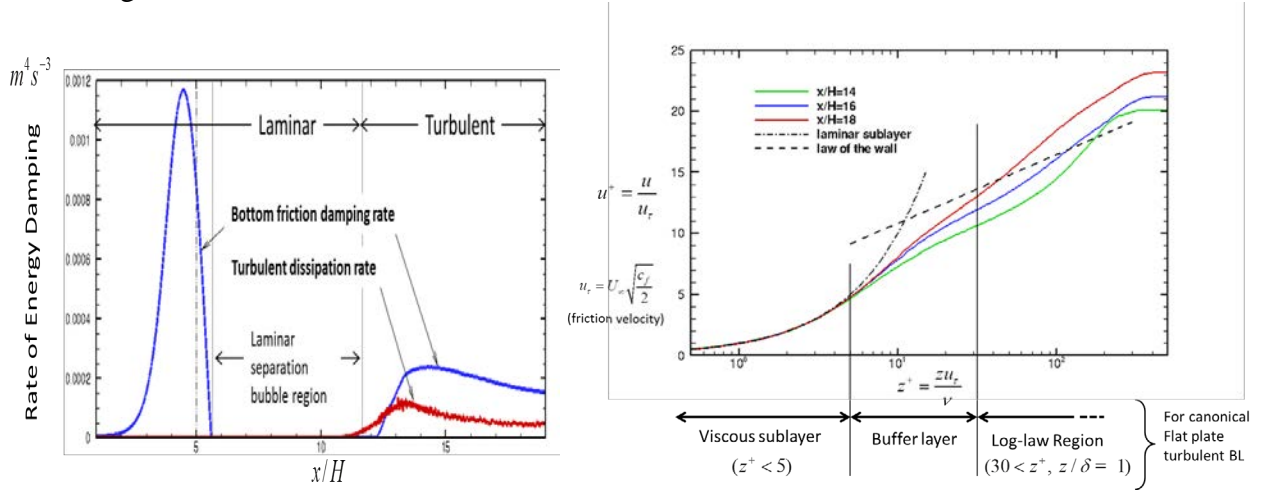 m⁴s⁻³
Rate of Energy Damping
0.0012
0.001
0.0008
0.0006
0.0004
0.0002
0
Laminar
Turbulent
Bottom friction damping rate
Turbulent dissipation rate
Laminar
separation
bubble region
5
10
15
x/H
25
20
15
10
5
0
x/H=14
x/H=16
x/H=18
laminar sublayer
law of the wall
u⁺ = u/u_τ
u_τ = U_∞ √(c_f/2)
(friction velocity)
10⁰
10¹
10²
z⁺ = zu_τ/ν
Viscous sublayer
(z⁺ < 5)
Buffer layer
Log-law Region
(30 < z⁺, z/δ = 1)
For canonical
Flat plate
turbulent BL